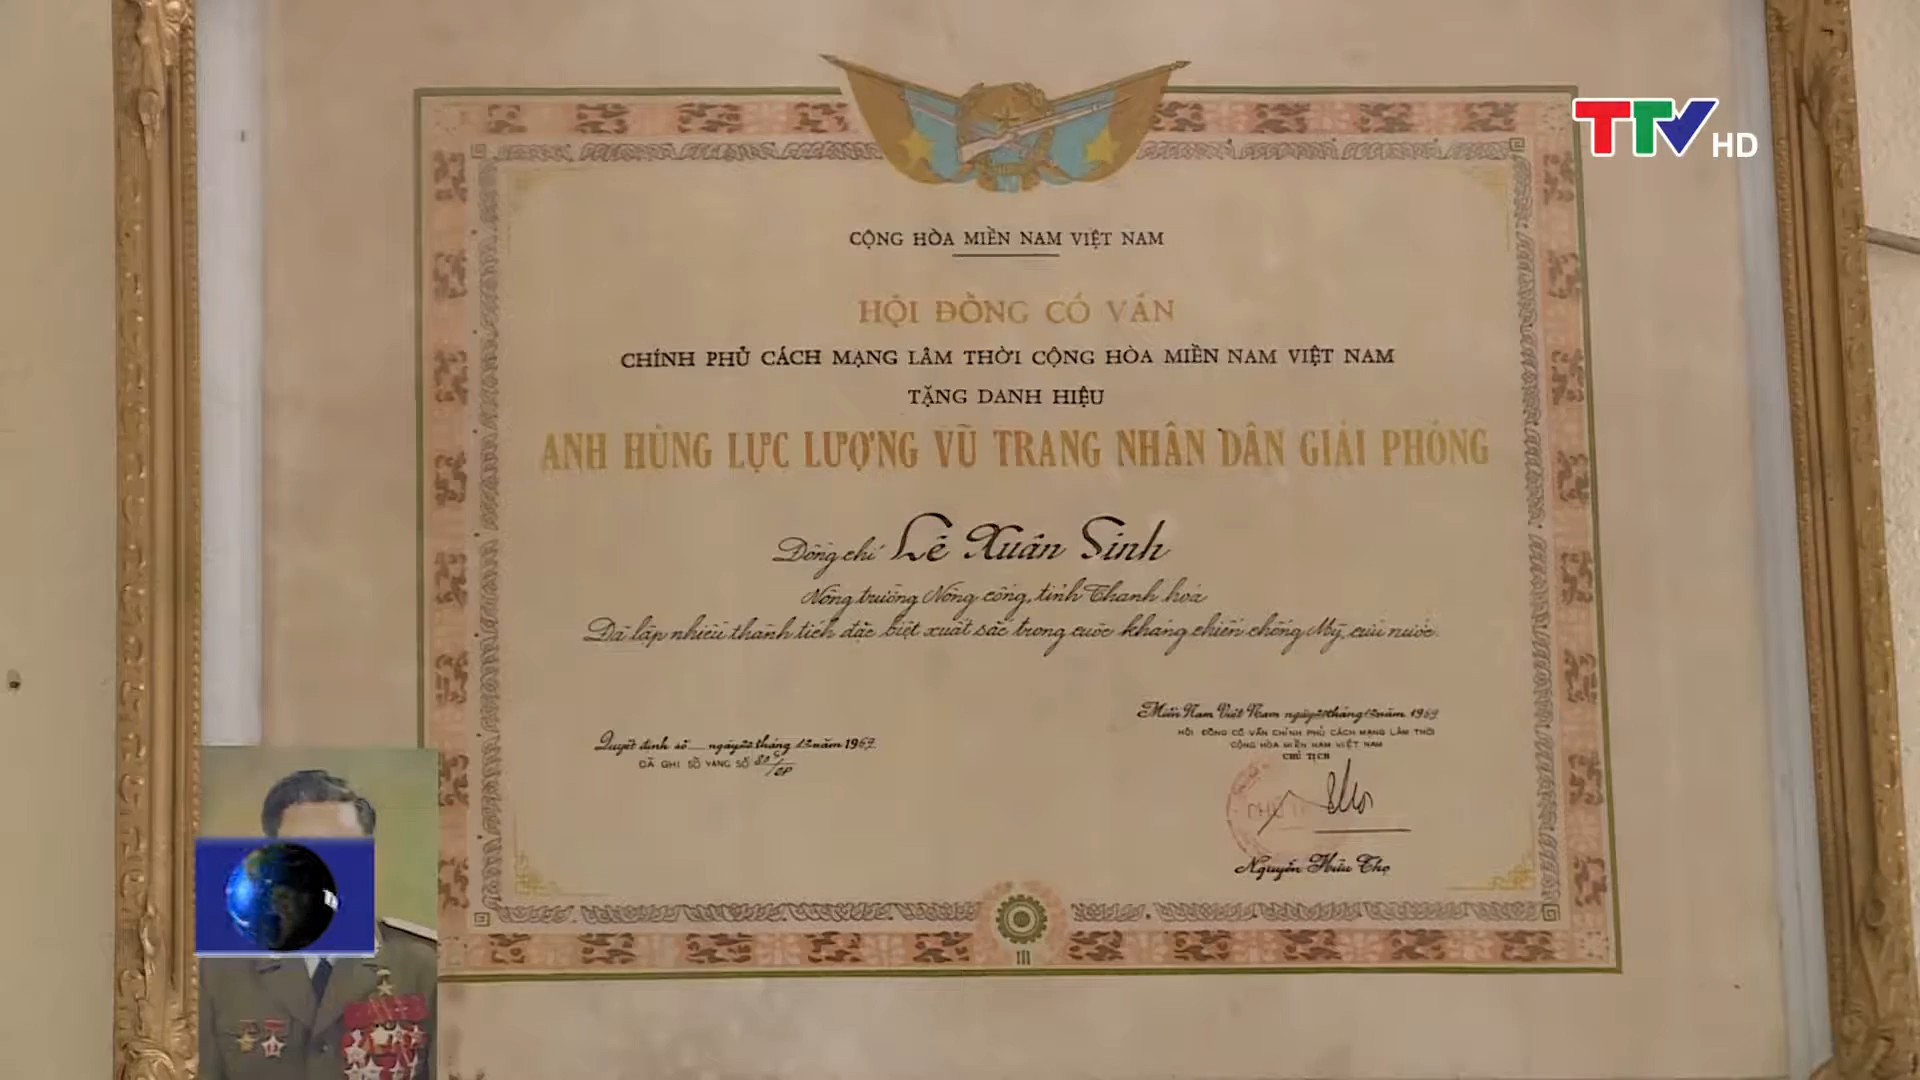 TTV HD
CỘNG HÒA MIỀN NAM VIỆT NAM
HỘI ĐỒNG CỐ VẤN
CHÍNH PHỦ CÁCH MẠNG LÂM THỜI CỘNG HÒA MIỀN NAM VIỆT NAM
TẶNG DANH HIỆU
ANH HÙNG LỰC LƯỢNG VŨ TRANG NHÂN DÂN GIẢI PHÓNG
Đồng chí Lê Xuân Sinh
Nông trường Nông cống, tỉnh Thanh hóa
Đã lập nhiều thành tích đặc biệt xuất sắc trong cuộc kháng chiến chống Mỹ, cứu nước.
Miền Nam Việt Nam ngày tháng 12 năm 1969
HỘI ĐỒNG CỐ VẤN CHÍNH PHỦ CÁCH MẠNG LÂM THỜI
CỘNG HÒA MIỀN NAM VIỆT NAM
CHỦ TỊCH
Quyết định số ngày tháng 12 năm 1969
ĐÃ GHI SỔ VÀNG SỐ
Nguyễn Hữu Thọ